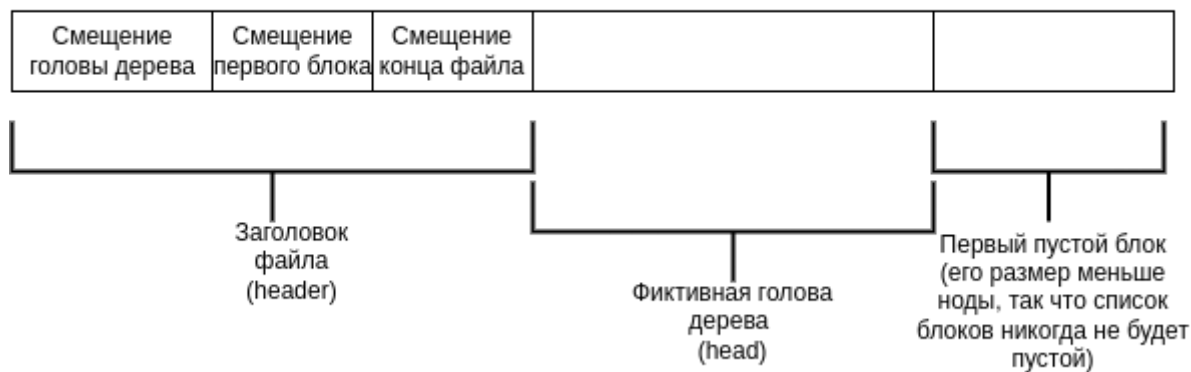 Смещение
головы дерева
Смещение
первого блока
Смещение
конца файла
Заголовок
файла
(header)
Фиктивная голова
дерева
(head)
Первый пустой блок
(его размер меньше
ноды, так что список
блоков никогда не будет
пустой)